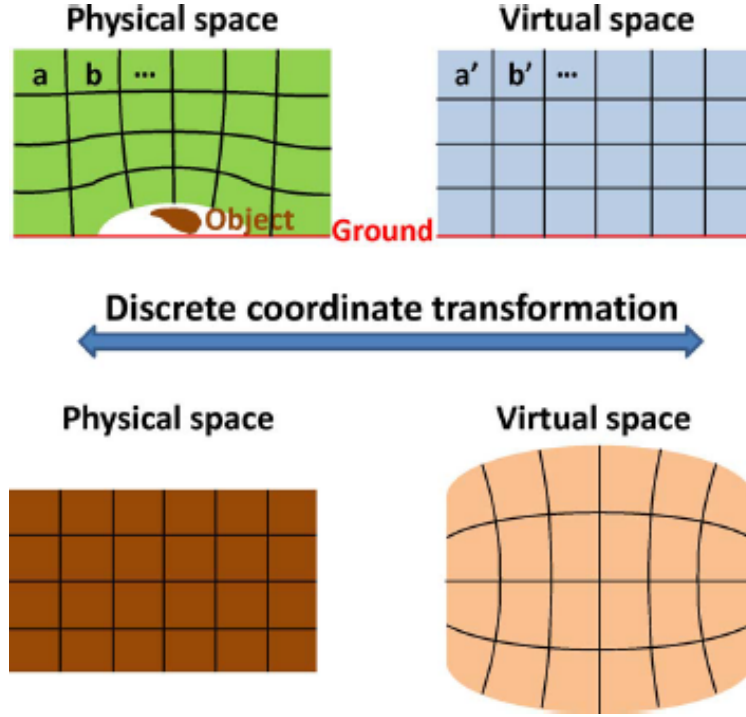 Physical space
Virtual space
a b ...
a' b' ...
Object
Ground
Discrete coordinate transformation
Physical space
Virtual space